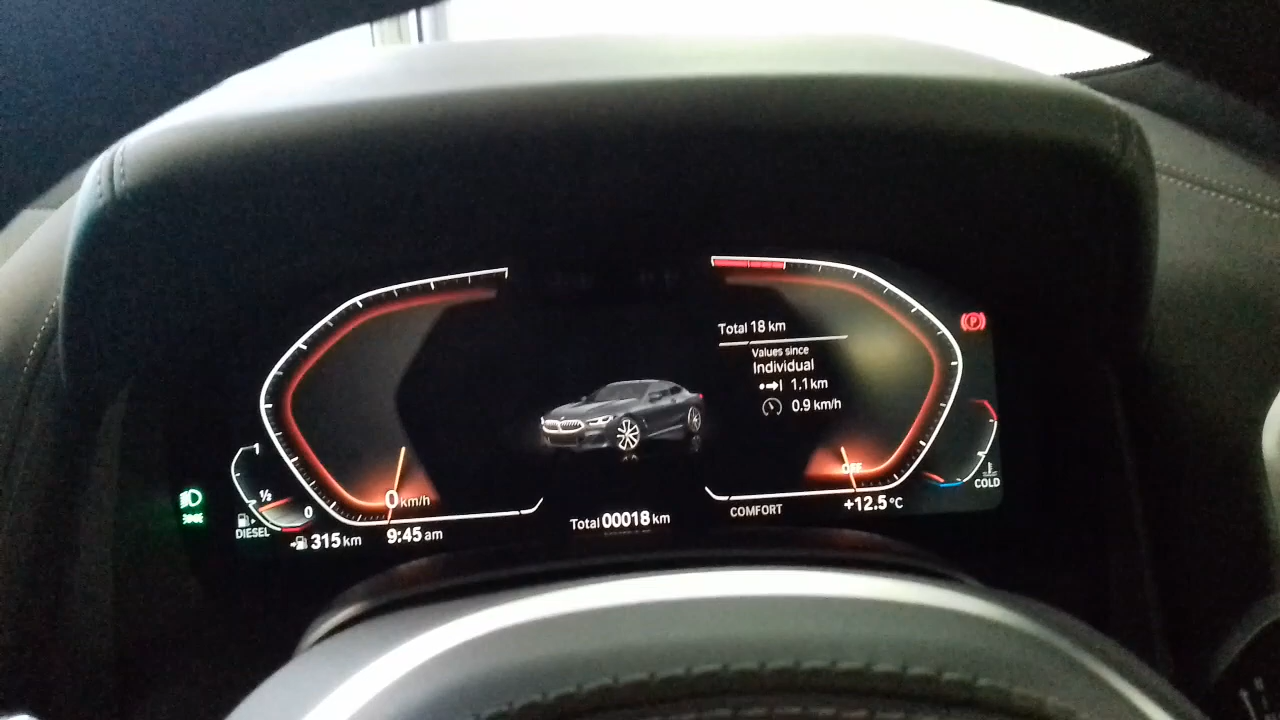 Total 18 km
Values since
Individual
1.1 km
0.9 km/h
1
1/2
0
DIESEL
315 km
0 km/h
9:45 am
Total 00018 km
OFF
COMFORT
+12.5 °C
COLD
P